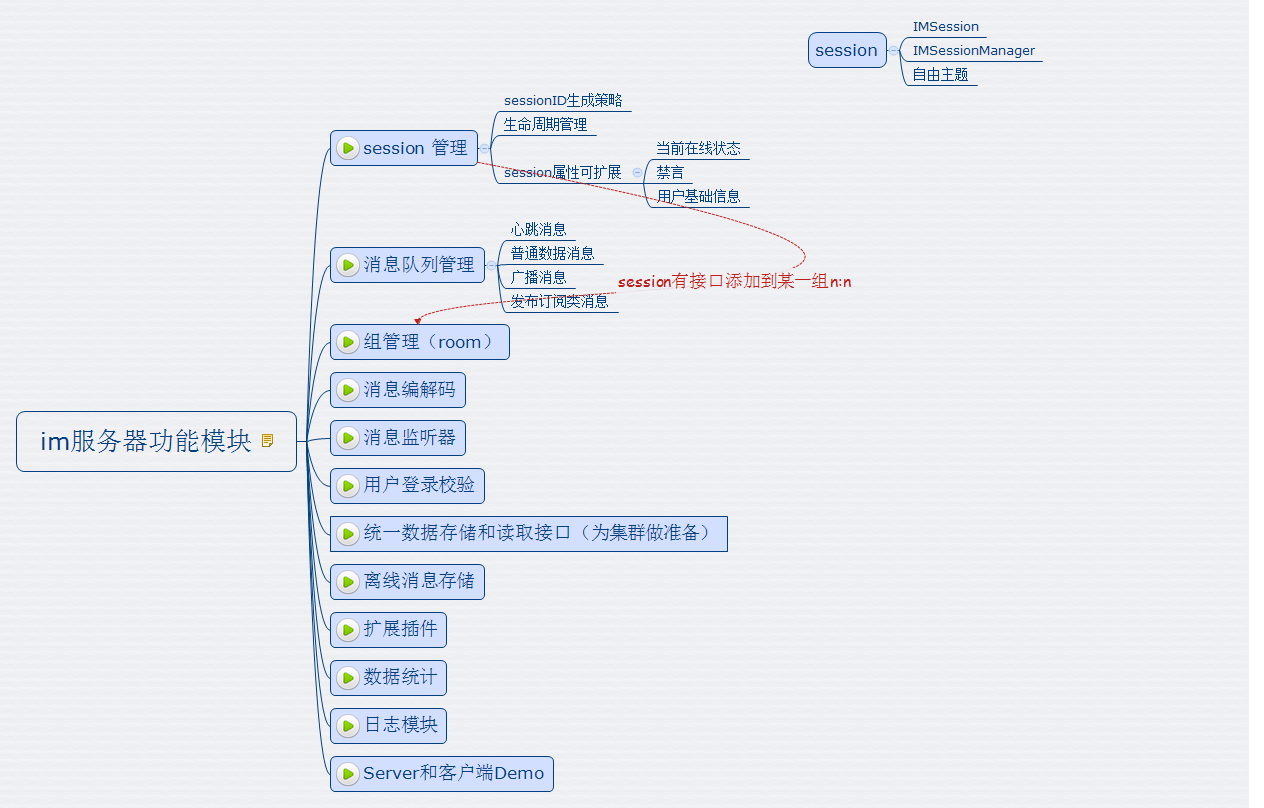 session
IMSession
IMSessionManager
自由主题
im服务器功能模块
session 管理
sessionID生成策略
生命周期管理
session属性可扩展
当前在线状态
禁言
用户基础信息
消息队列管理
心跳消息
普通数据消息
广播消息
发布订阅类消息
session有接口添加到某一组n:n
组管理（room）
消息编解码
消息监听器
用户登录校验
统一数据存储和读取接口（为集群做准备）
离线消息存储
扩展插件
数据统计
日志模块
Server和客户端Demo